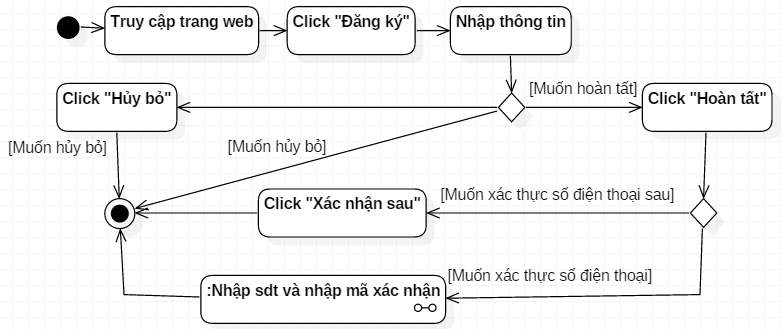 Truy cập trang web
Click "Đăng ký"
Nhập thông tin
[Muốn hoàn tất]
Click "Hủy bỏ"
Click "Hoàn tất"
[Muốn hủy bỏ]
[Muốn hủy bỏ]
[Muốn xác thực số điện thoại sau]
Click "Xác nhận sau"
[Muốn xác thực số điện thoại]
:Nhập sdt và nhập mã xác nhận